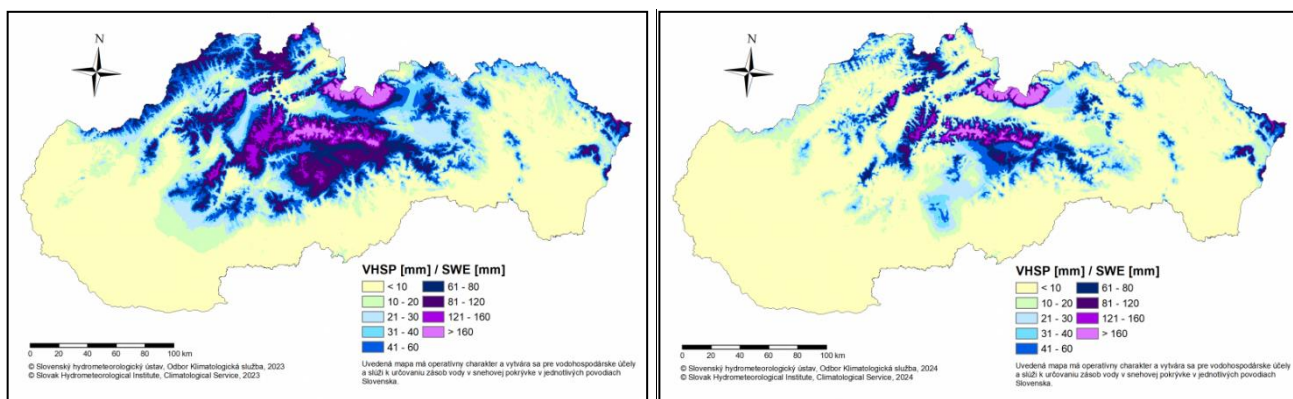 N
VHSP [mm] / SWE [mm]
< 10
10 - 20
21 - 30
31 - 40
41 - 60
61 - 80
81 - 120
121 - 160
> 160
0 20 40 60 80 100 km
© Slovenský hydrometeorologický ústav, Odbor Klimatologická služba, 2023
© Slovak Hydrometeorological Institute, Climatological Service, 2023
Uvedená mapa má operatívny charakter a vytvára sa pre vodohospodárske účely
a slúži k určovaniu zásob vody v snehovej pokrývke v jednotlivých povodiach
Slovenska.
N
VHSP [mm] / SWE [mm]
< 10
10 - 20
21 - 30
31 - 40
41 - 60
61 - 80
81 - 120
121 - 160
> 160
0 20 40 60 80 100 km
© Slovenský hydrometeorologický ústav, Odbor Klimatologická služba, 2024
© Slovak Hydrometeorological Institute, Climatological Service, 2024
Uvedená mapa má operatívny charakter a vytvára sa pre vodohospodárske účely
a slúži k určovaniu zásob vody v snehovej pokrývke v jednotlivých povodiach
Slovenska.